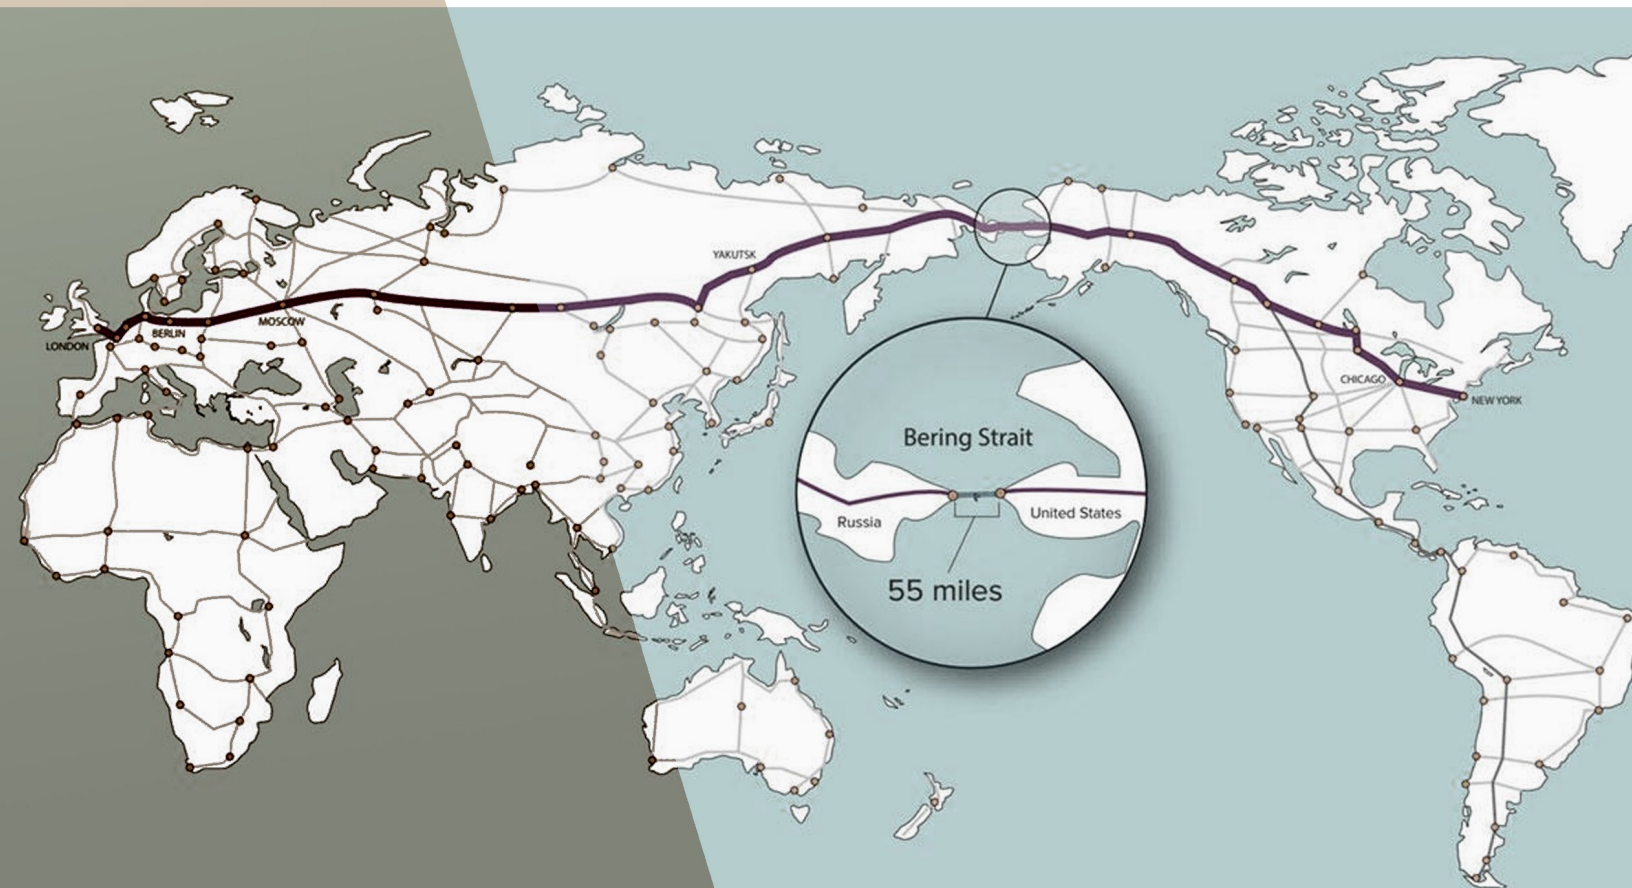 YAKUTSK
MOSCOW
BERLIN
LONDON
CHICAGO
NEW YORK
Bering Strait
Russia
United States
55 miles